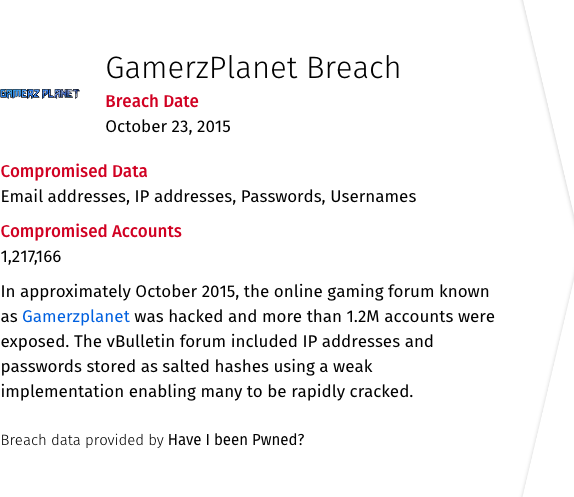 GamerzPlanet Breach
GAMERZ PLANET
Breach Date
October 23, 2015
Compromised Data
Email addresses, IP addresses, Passwords, Usernames
Compromised Accounts
1,217,166
In approximately October 2015, the online gaming forum known
as Gamerzplanet was hacked and more than 1.2M accounts were
exposed. The vBulletin forum included IP addresses and
passwords stored as salted hashes using a weak
implementation enabling many to be rapidly cracked.
Breach data provided by Have I been Pwned?